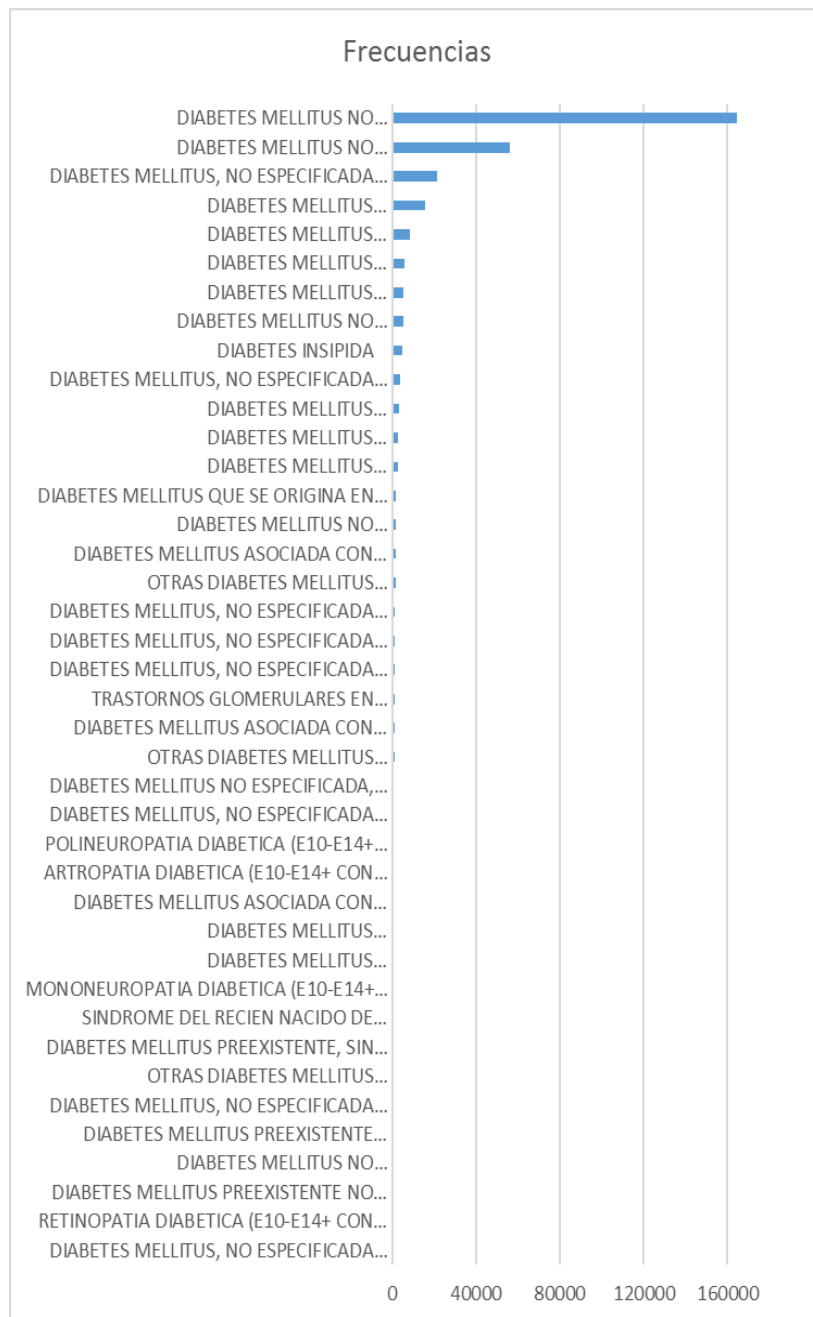 Frecuencias
DIABETES MELLITUS NO...
DIABETES MELLITUS NO...
DIABETES MELLITUS, NO ESPECIFICADA...
DIABETES MELLITUS...
DIABETES MELLITUS...
DIABETES MELLITUS...
DIABETES MELLITUS...
DIABETES MELLITUS NO...
DIABETES INSIPIDA
DIABETES MELLITUS, NO ESPECIFICADA...
DIABETES MELLITUS...
DIABETES MELLITUS...
DIABETES MELLITUS...
DIABETES MELLITUS QUE SE ORIGINA EN...
DIABETES MELLITUS NO...
DIABETES MELLITUS ASOCIADA CON...
OTRAS DIABETES MELLITUS...
DIABETES MELLITUS, NO ESPECIFICADA...
DIABETES MELLITUS, NO ESPECIFICADA...
DIABETES MELLITUS, NO ESPECIFICADA...
TRASTORNOS GLOMERULARES EN...
DIABETES MELLITUS ASOCIADA CON...
OTRAS DIABETES MELLITUS...
DIABETES MELLITUS NO ESPECIFICADA,...
DIABETES MELLITUS, NO ESPECIFICADA...
POLINEUROPATIA DIABETICA (E10-E14+...
ARTROPATIA DIABETICA (E10-E14+ CON...
DIABETES MELLITUS ASOCIADA CON...
DIABETES MELLITUS...
DIABETES MELLITUS...
MONONEUROPATIA DIABETICA (E10-E14+...
SINDROME DEL RECIEN NACIDO DE...
DIABETES MELLITUS PREEXISTENTE, SIN...
OTRAS DIABETES MELLITUS...
DIABETES MELLITUS, NO ESPECIFICADA...
DIABETES MELLITUS PREEXISTENTE...
DIABETES MELLITUS NO...
DIABETES MELLITUS PREEXISTENTE NO...
RETINOPATIA DIABETICA (E10-E14+ CON...
DIABETES MELLITUS, NO ESPECIFICADA...
0 40000 80000 120000 160000